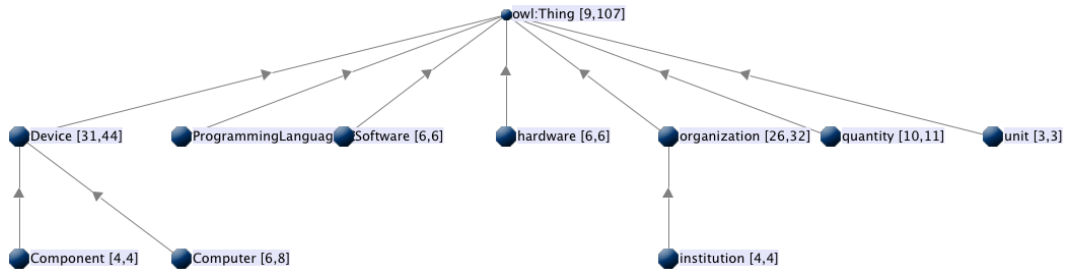 owl:Thing [9,107]
Device [31,44]
ProgrammingLanguag
Software [6,6]
hardware [6,6]
organization [26,32]
quantity [10,11]
unit [3,3]
Component [4,4]
Computer [6,8]
institution [4,4]